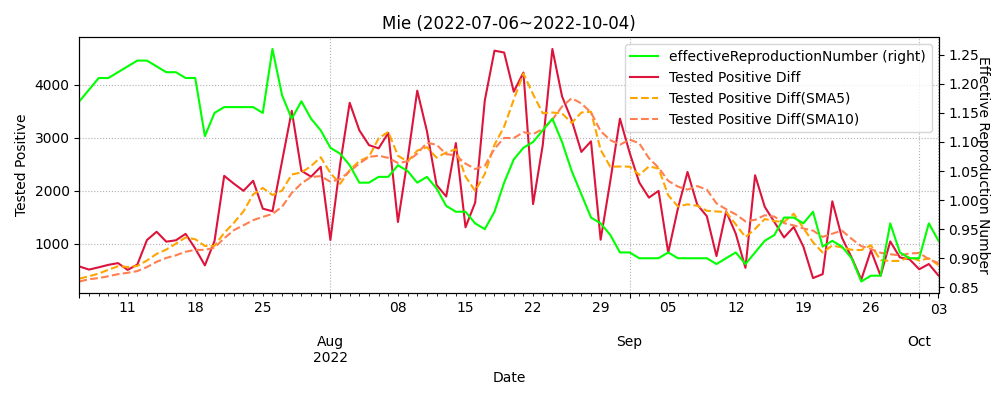 Mie (2022-07-06~2022-10-04)
effectiveReproductionNumber (right)
Tested Positive Diff
Tested Positive Diff(SMA5)
Tested Positive Diff(SMA10)
Tested Positive
4000
3000
2000
1000
Effective Reproduction Number
1.25
1.20
1.15
1.10
1.05
1.00
0.95
0.90
0.85
11 18 25 08 15 22 29 05 12 19 26 03
Aug Sep Oct
2022
Date